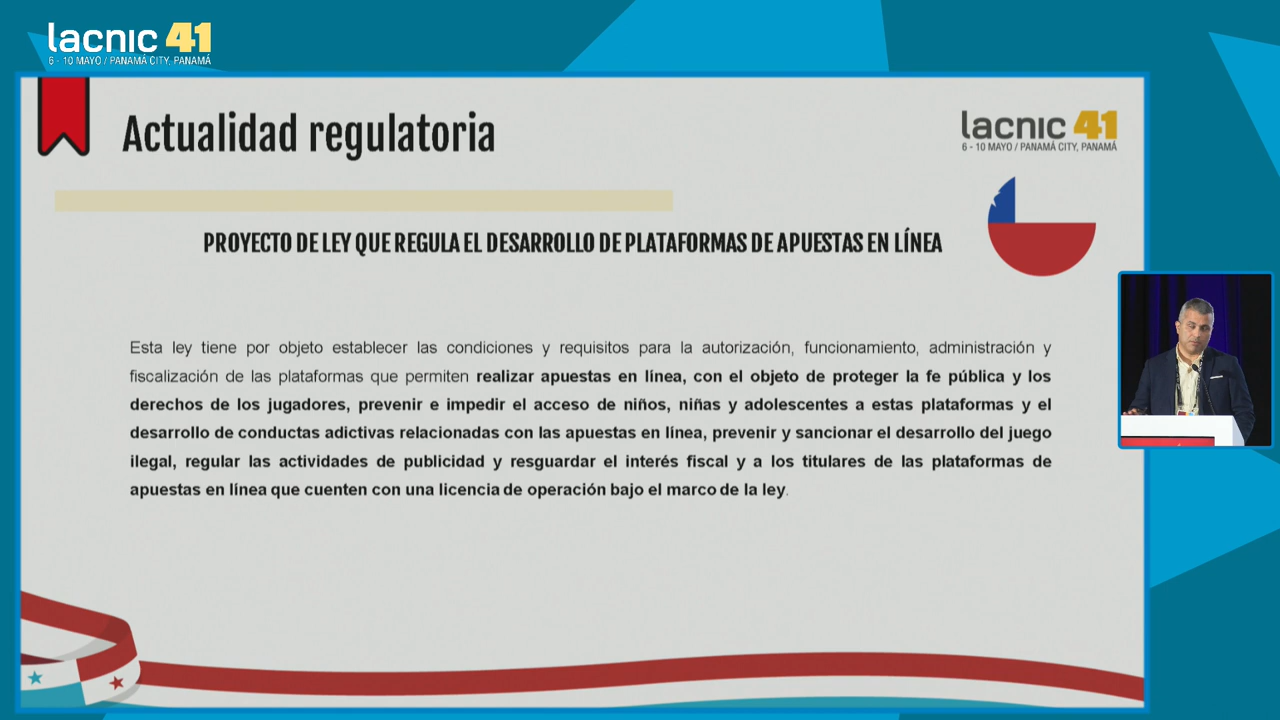 lacnic 41
6 - 10 MAYO / PANAMÁ CITY, PANAMÁ
Actualidad regulatoria
lacnic 41
6 - 10 MAYO / PANAMÁ CITY, PANAMÁ
PROYECTO DE LEY QUE REGULA EL DESARROLLO DE PLATAFORMAS DE APUESTAS EN LÍNEA
Esta ley tiene por objeto establecer las condiciones y requisitos para la autorización, funcionamiento, administración y
fiscalización de las plataformas que permiten realizar apuestas en línea, con el objeto de proteger la fe pública y los
derechos de los jugadores, prevenir e impedir el acceso de niños, niñas y adolescentes a estas plataformas y el
desarrollo de conductas adictivas relacionadas con las apuestas en línea, prevenir y sancionar el desarrollo del juego
ilegal, regular las actividades de publicidad y resguardar el interés fiscal y a los titulares de las plataformas de
apuestas en línea que cuenten con una licencia de operación bajo el marco de la ley.